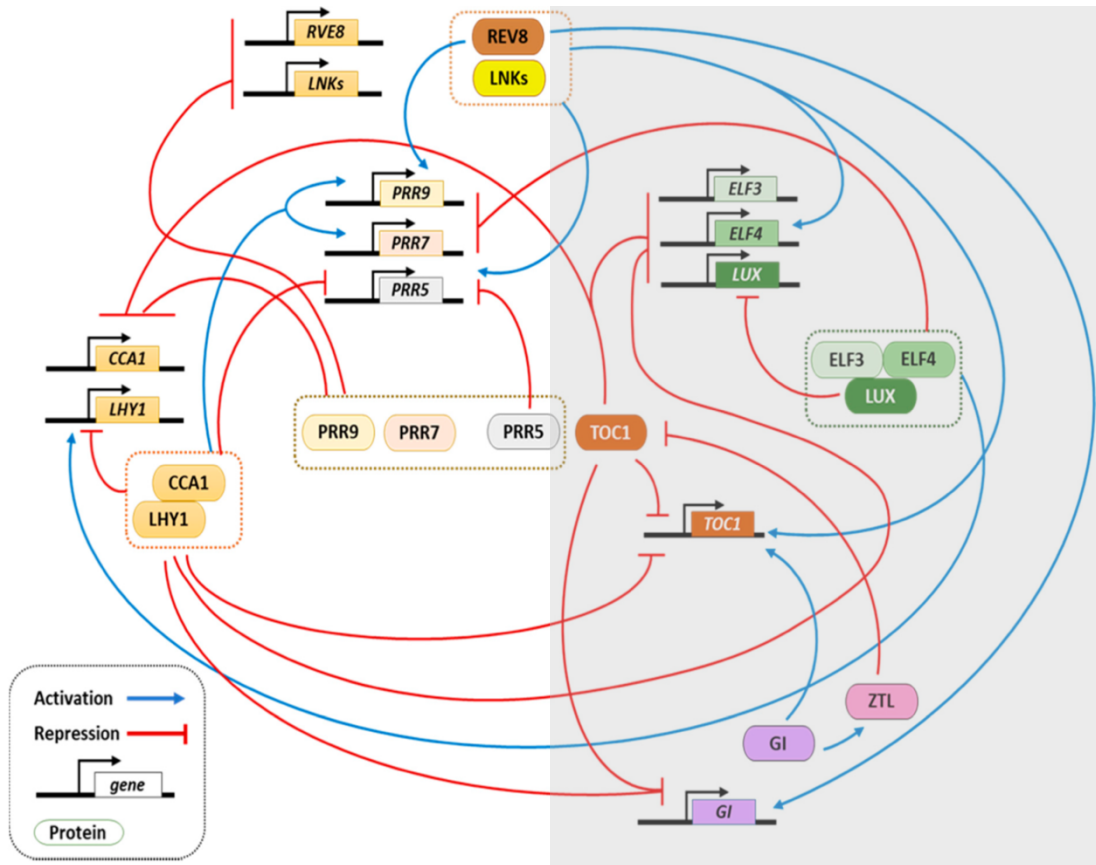 RVE8
LNKs
REV8
LNKs
PRR9
PRR7
PRR5
ELF3
ELF4
LUX
CCA1
LHY1
ELF3
ELF4
LUX
PRR9
PRR7
PRR5
TOC1
CCA1
LHY1
TOC1
Activation
Repression
gene
Protein
ZTL
GI
GI